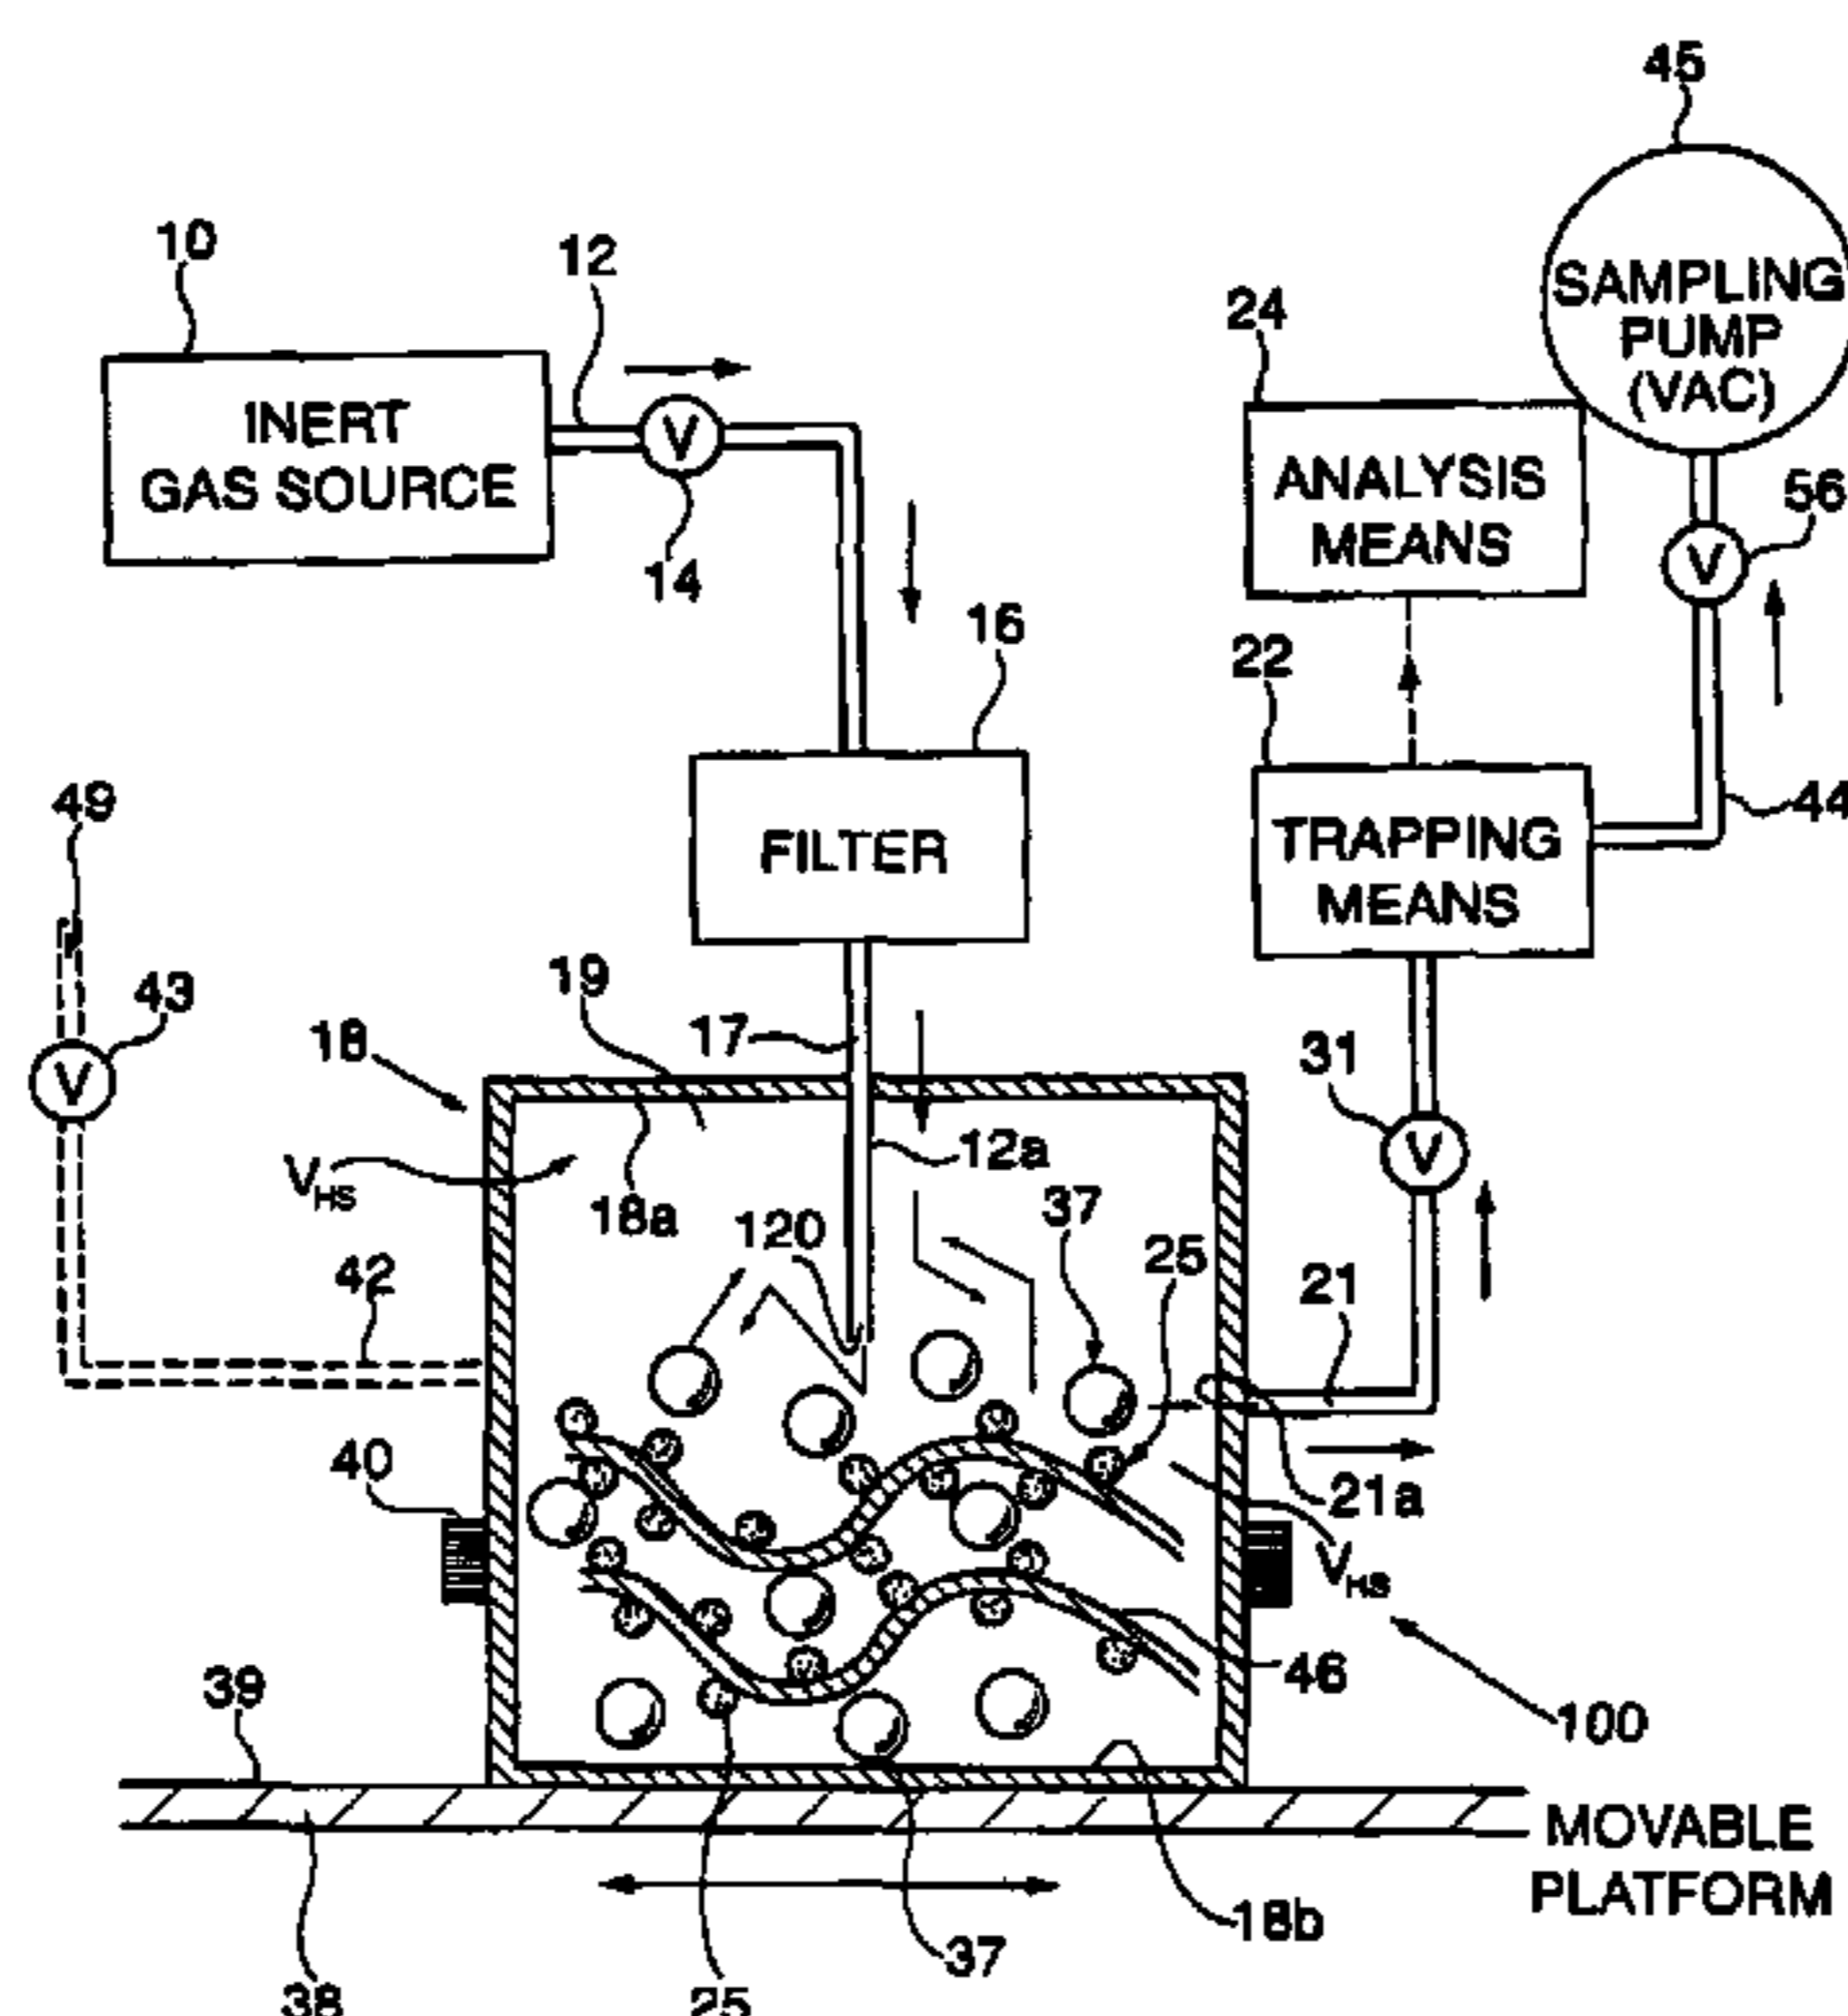 45
10
12
24
SAMPLING
PUMP
(VAC)
INERT
GAS SOURCE
V
14
ANALYSIS
MEANS
56
V
16
22
49
FILTER
TRAPPING
MEANS
44
43
V
18
19
17
31
V
12a
V HS
18a
120
37
25
21
42
40
21a
V HS
46
39
100
MOVABLE
PLATFORM
18b
37
38
25